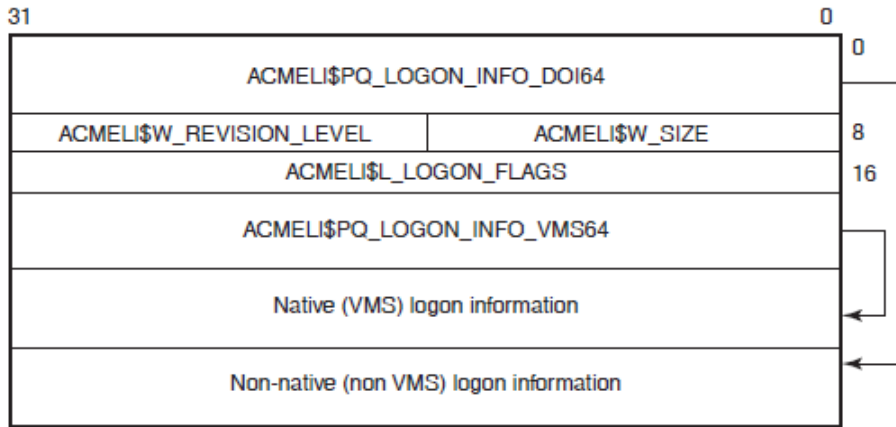 31 0
ACMELI$PQ_LOGON_INFO_DOI64 0
ACMELI$W_REVISION_LEVEL ACMELI$W_SIZE 8
ACMELI$L_LOGON_FLAGS 16
ACMELI$PQ_LOGON_INFO_VMS64
Native (VMS) logon information
Non-native (non VMS) logon information